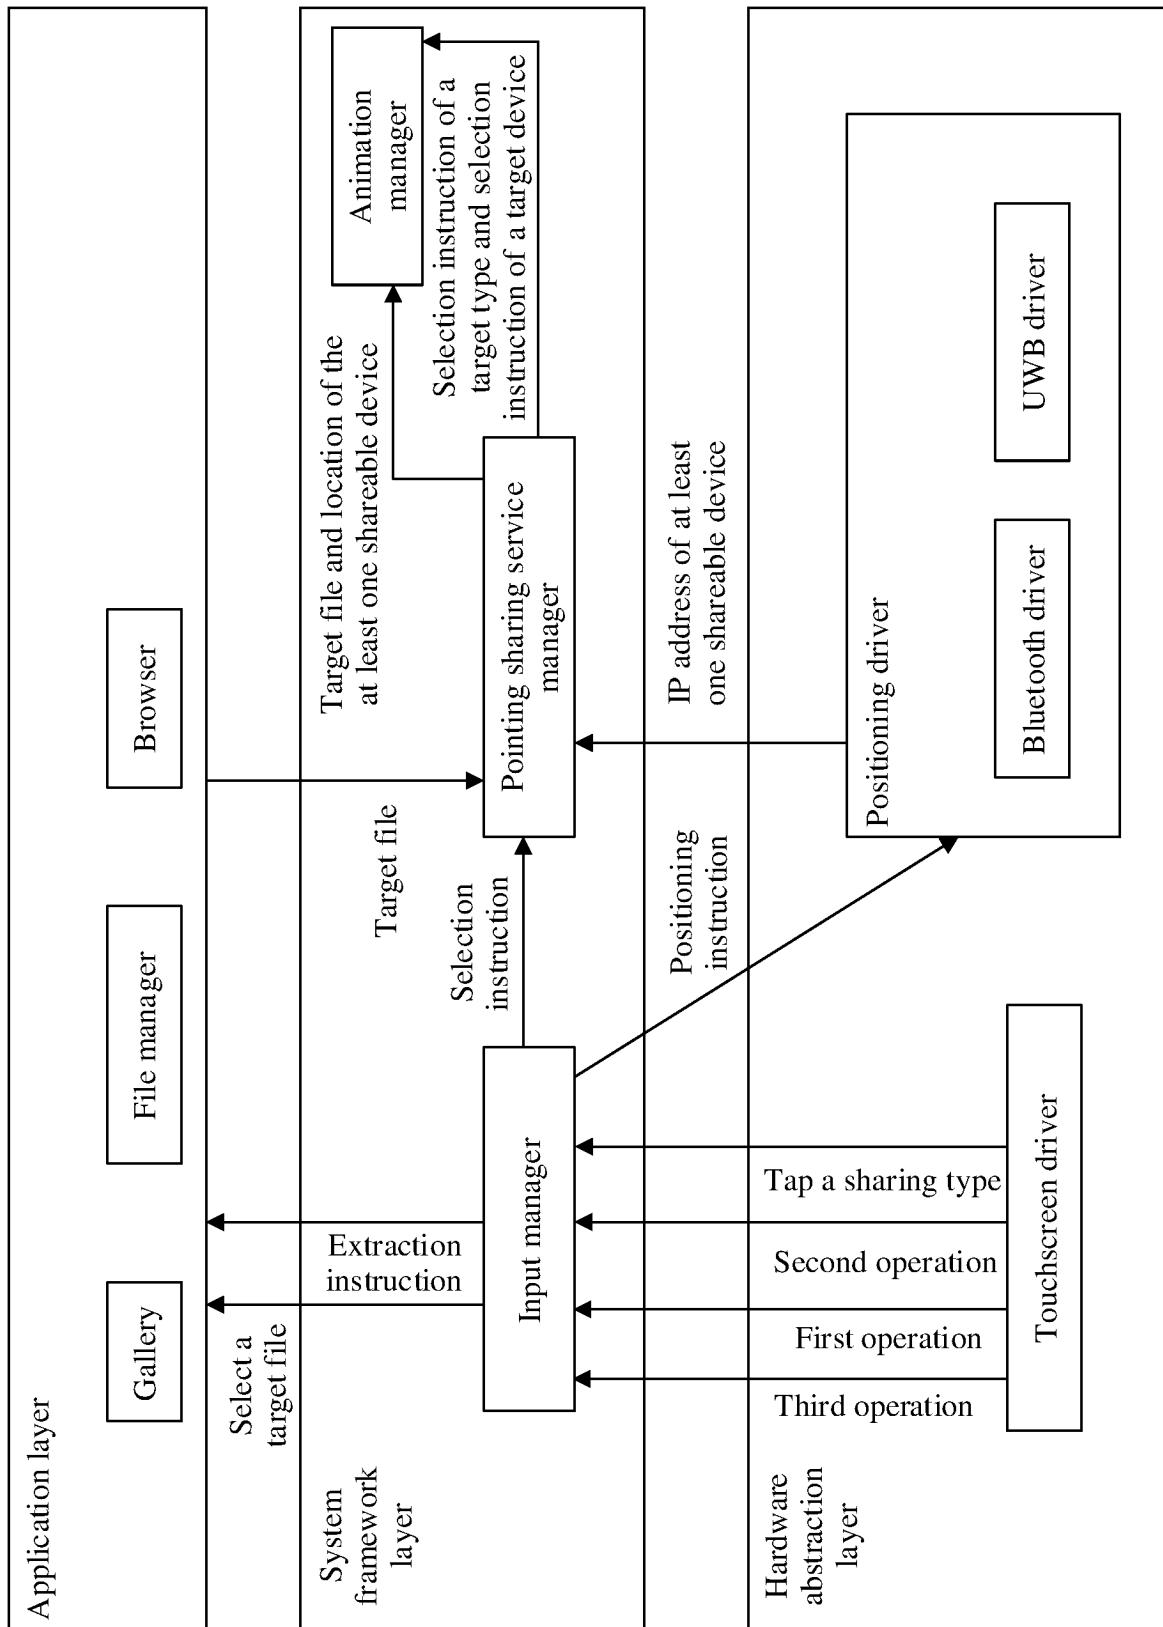 Application layer
Gallery
File manager
Browser
Select a
target file
Extraction
instruction
Target file
System
framework
layer
Input manager
Selection
instruction
Pointing sharing service
manager
Target file and location of the
at least one shareable device
Animation
manager
Selection instruction of a
target type and selection
instruction of a target device
Positioning
instruction
IP address of at least
one shareable device
Hardware
abstraction
layer
Third operation
First operation
Second operation
Tap a sharing type
Touchscreen driver
Positioning driver
Bluetooth driver
UWB driver